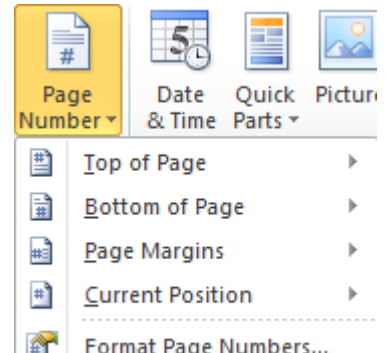 Page Number
Date & Time
Quick Parts
Picture
Top of Page
Bottom of Page
Page Margins
Current Position
Format Page Numbers...